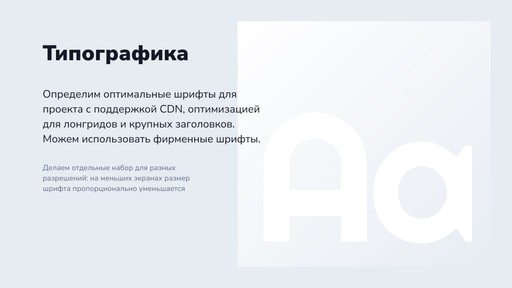 Типографика
Определим оптимальные шрифты для
проекта с поддержкой CDN, оптимизацией
для лонгридов и крупных заголовков.
Можем использовать фирменные шрифты.
Делаем отдельные набор для разных
разрешений: на меньших экранах размер
шрифта пропорционально уменьшается
Aa